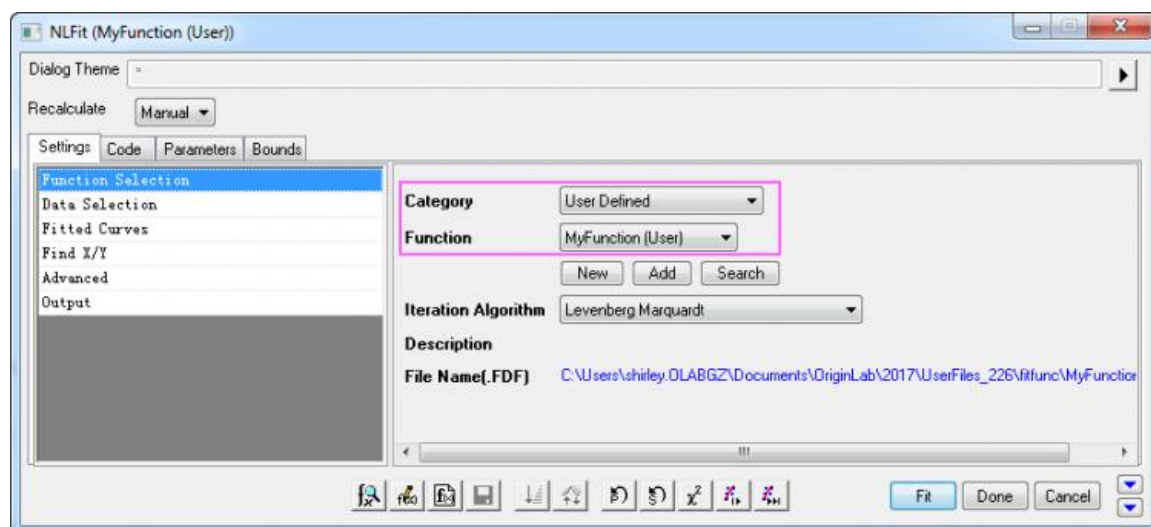 NLFit (MyFunction (User))
Dialog Theme *
Recalculate Manual
Settings Code Parameters Bounds
Function Selection
Data Selection
Fitted Curves
Find X/Y
Advanced
Output
Category User Defined
Function MyFunction (User)
New Add Search
Iteration Algorithm Levenberg Marquardt
Description
File Name(.FDF) C:\Users\shirley.OLABGZ\Documents\OriginLab\2017\UserFiles_226\fitfunc\MyFunction
Fit Done Cancel